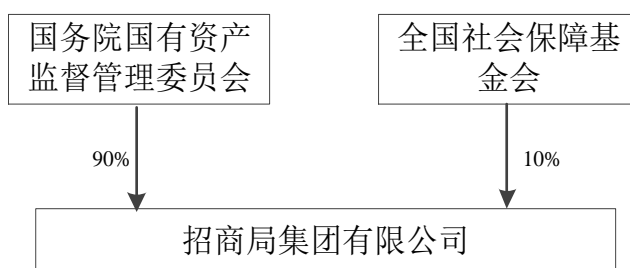 国务院国有资产
监督管理委员会
全国社会保障基
金会
90%
10%
招商局集团有限公司